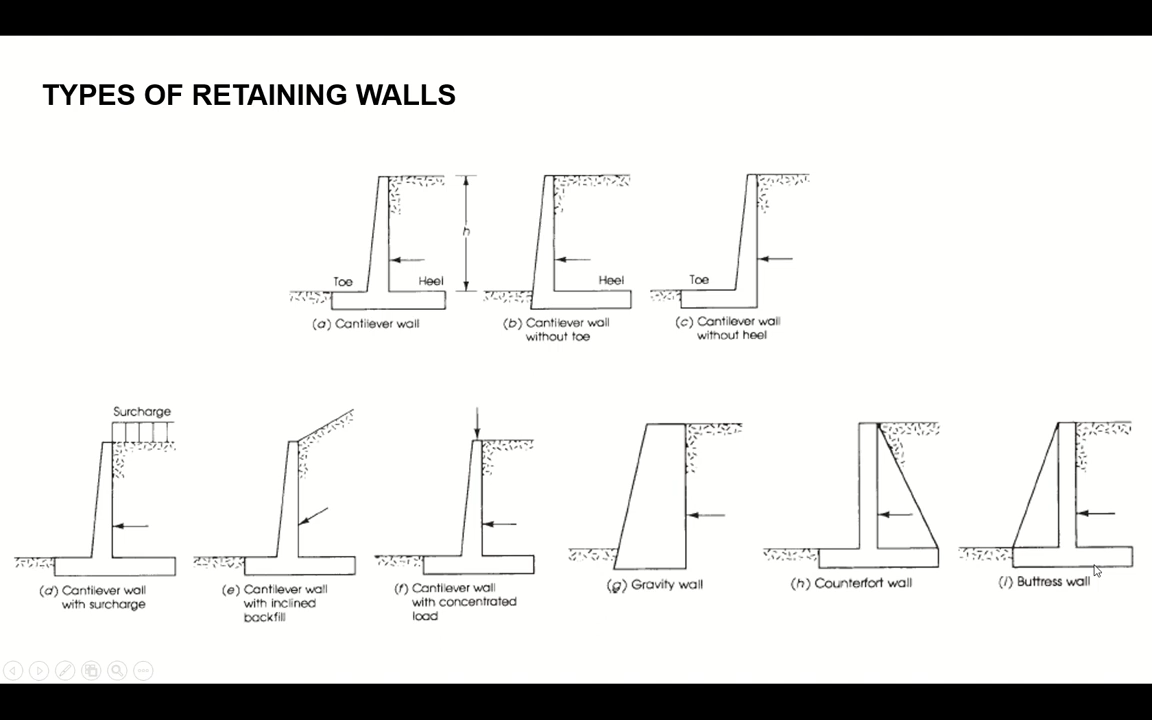 TYPES OF RETAINING WALLS
h
Toe
Heel
(a) Cantilever wall
Heel
(b) Cantilever wall
without toe
Toe
(c) Cantilever wall
without heel
Surcharge
(d) Cantilever wall
with surcharge
(e) Cantilever wall
with inclined
backfill
(f) Cantilever wall
with concentrated
load
(g) Gravity wall
(h) Counterfort wall
(i) Buttress wall